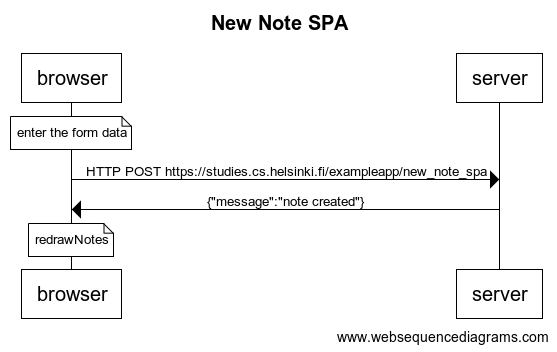 New Note SPA
browser
server
enter the form data
HTTP POST https://studies.cs.helsinki.fi/exampleapp/new_note_spa
{"message":"note created"}
redrawNotes
browser
server
www.websequencediagrams.com